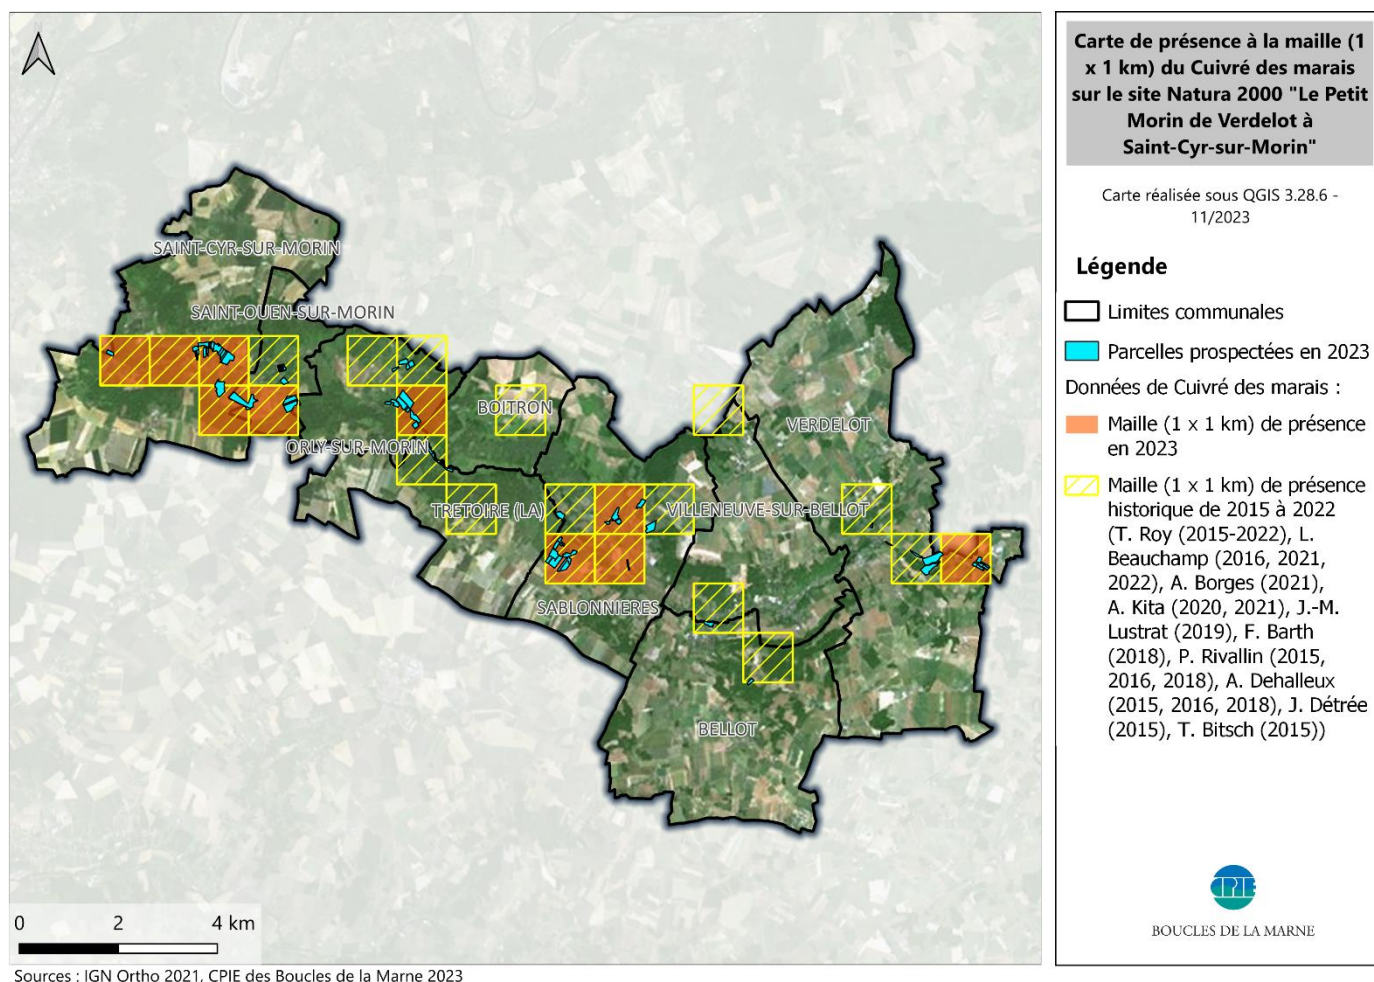 Carte de présence à la maille (1
x 1 km) du Cuivré des marais
sur le site Natura 2000 "Le Petit
Morin de Verdelot à
Saint-Cyr-sur-Morin"
Carte réalisée sous QGIS 3.28.6 -
11/2023
Légende
Limites communales
Parcelles prospectées en 2023
Données de Cuivré des marais :
Maille (1 x 1 km) de présence
en 2023
Maille (1 x 1 km) de présence
historique de 2015 à 2022
(T. Roy (2015-2022), L.
Beauchamp (2016, 2021,
2022), A. Borges (2021),
A. Kita (2020, 2021), J.-M.
Lustrat (2019), F. Barth
(2018), P. Rivallin (2015,
2016, 2018), A. Dehalleux
(2015, 2016, 2018), J. Détrée
(2015), T. Bitsch (2015))
CPIE
BOUCLES DE LA MARNE
N
SAINT-CYR-SUR-MORIN
SAINT-OUEN-SUR-MORIN
BOITRON
VERDELOT
ORLY-SUR-MORIN
TRETOIRE (LA)
VILLENEUVE-SUR-BELLOT
SABLONNIERES
BELLOT
0 2 4 km
Sources : IGN Ortho 2021, CPIE des Boucles de la Marne 2023